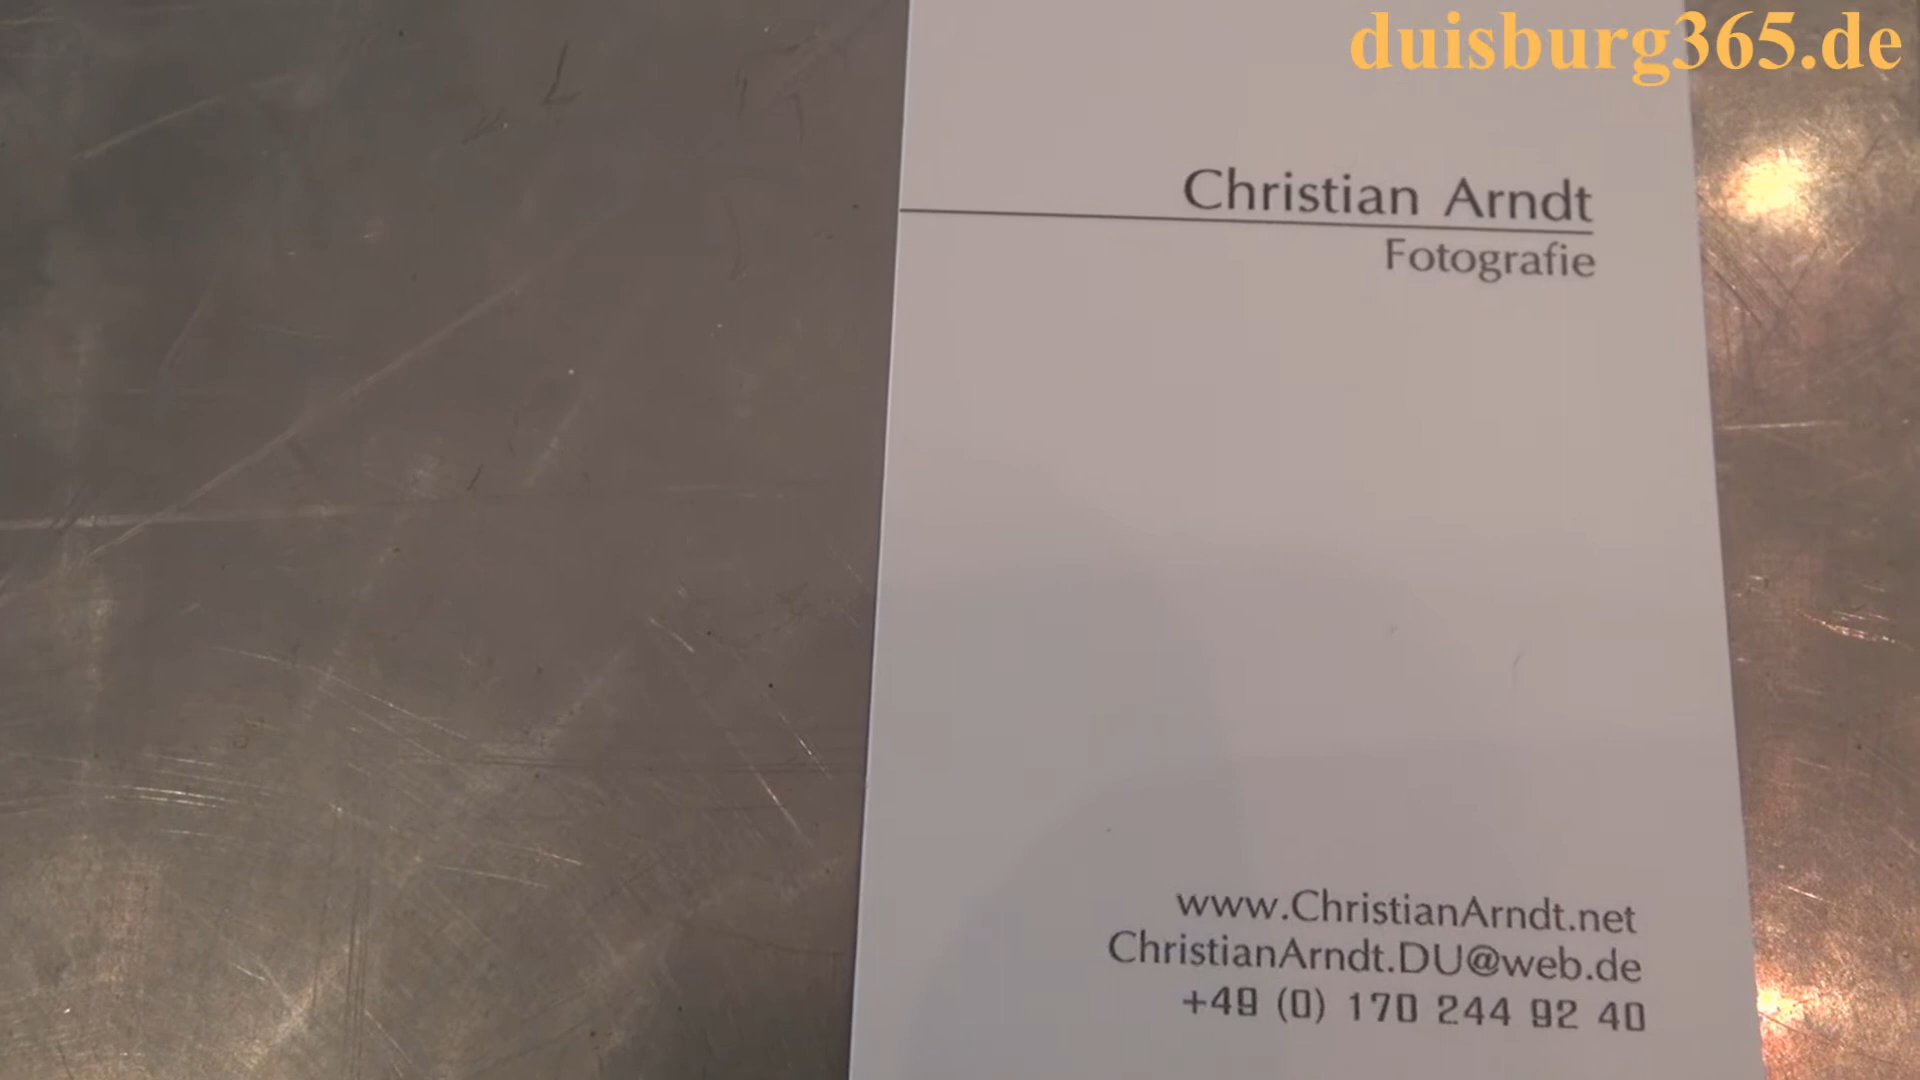 duisburg365.de
Christian Arndt
Fotografie
www.ChristianArndt.net
ChristianArndt.DU@web.de
+49 (0) 170 244 92 40